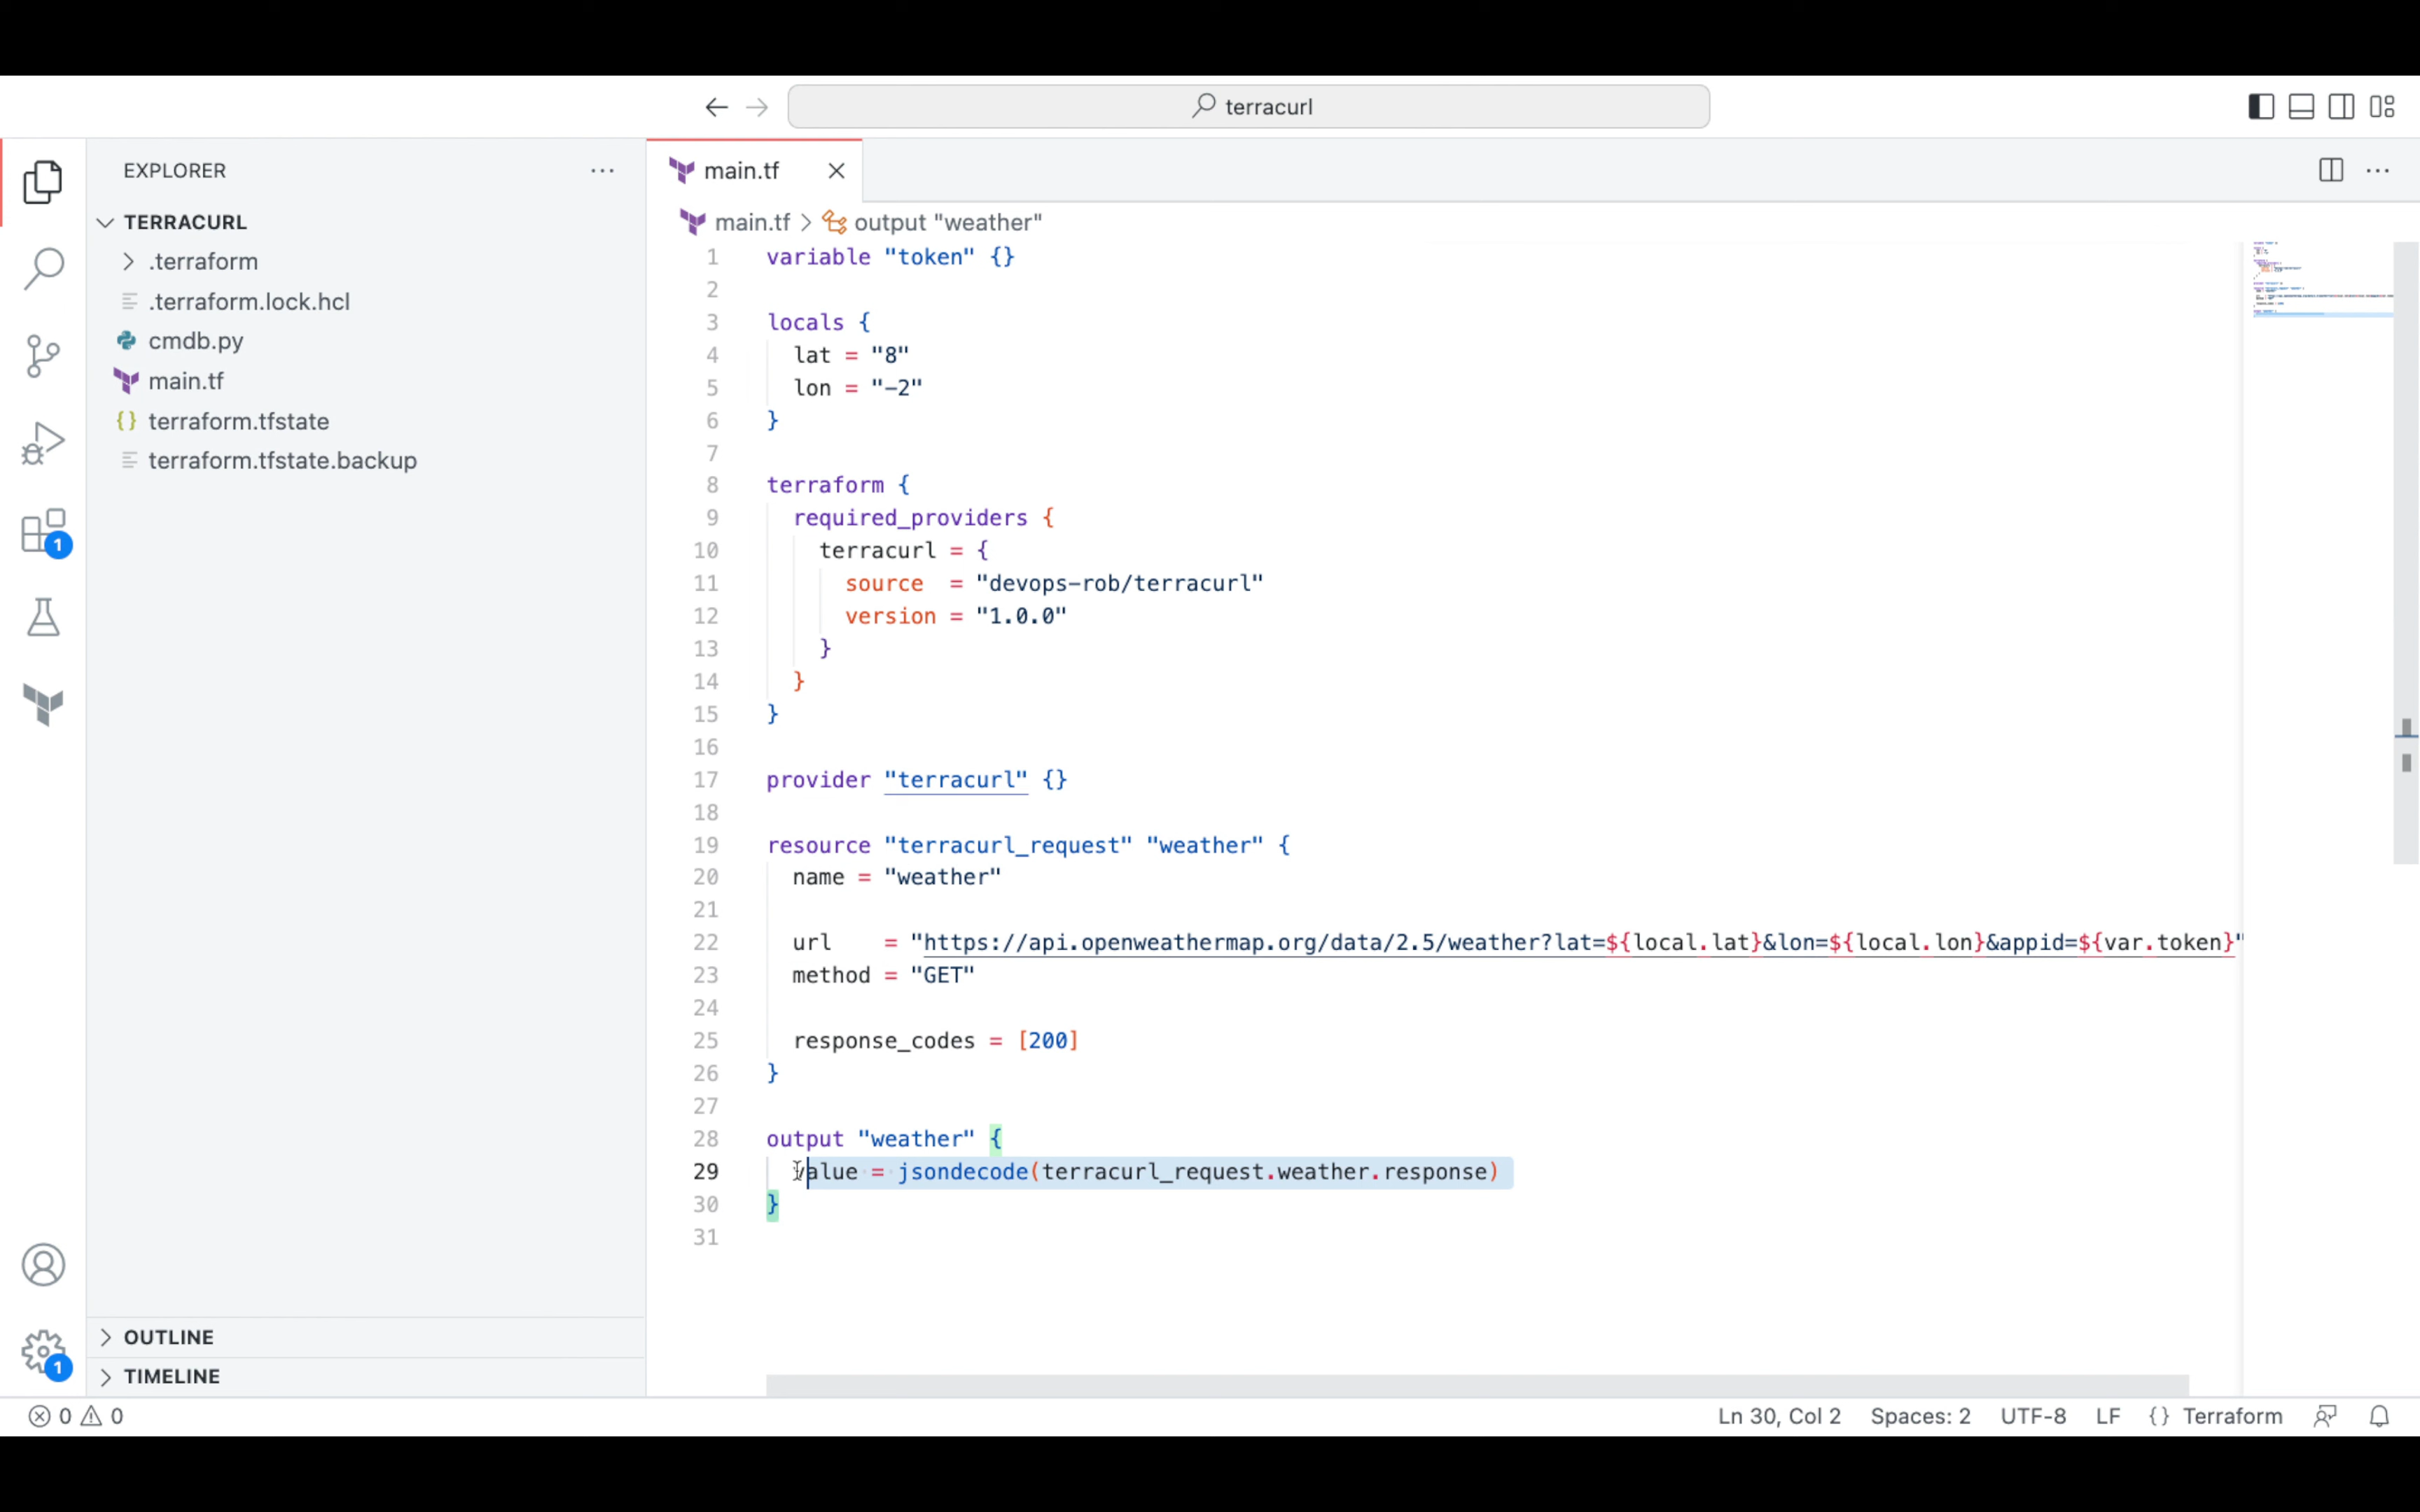 terracurl
EXPLORER
TERRACURL
.terraform
.terraform.lock.hcl
cmdb.py
main.tf
terraform.tfstate
terraform.tfstate.backup
OUTLINE
TIMELINE
1
1
main.tf
main.tf > output "weather"
1 variable "token" {}
2
3 locals {
4 lat = "8"
5 lon = "-2"
6 }
7
8 terraform {
9 required_providers {
10 terracurl = {
11 source = "devops-rob/terracurl"
12 version = "1.0.0"
13 }
14 }
15 }
16
17 provider "terracurl" {}
18
19 resource "terracurl_request" "weather" {
20 name = "weather"
21
22 url = "https://api.openweathermap.org/data/2.5/weather?lat=${local.lat}&lon=${local.lon}&appid=${var.token}"
23 method = "GET"
24
25 response_codes = [200]
26 }
27
28 output "weather" {
29 value = jsondecode(terracurl_request.weather.response)
30 }
31
0 0
Ln 30, Col 2 Spaces: 2 UTF-8 LF {} Terraform